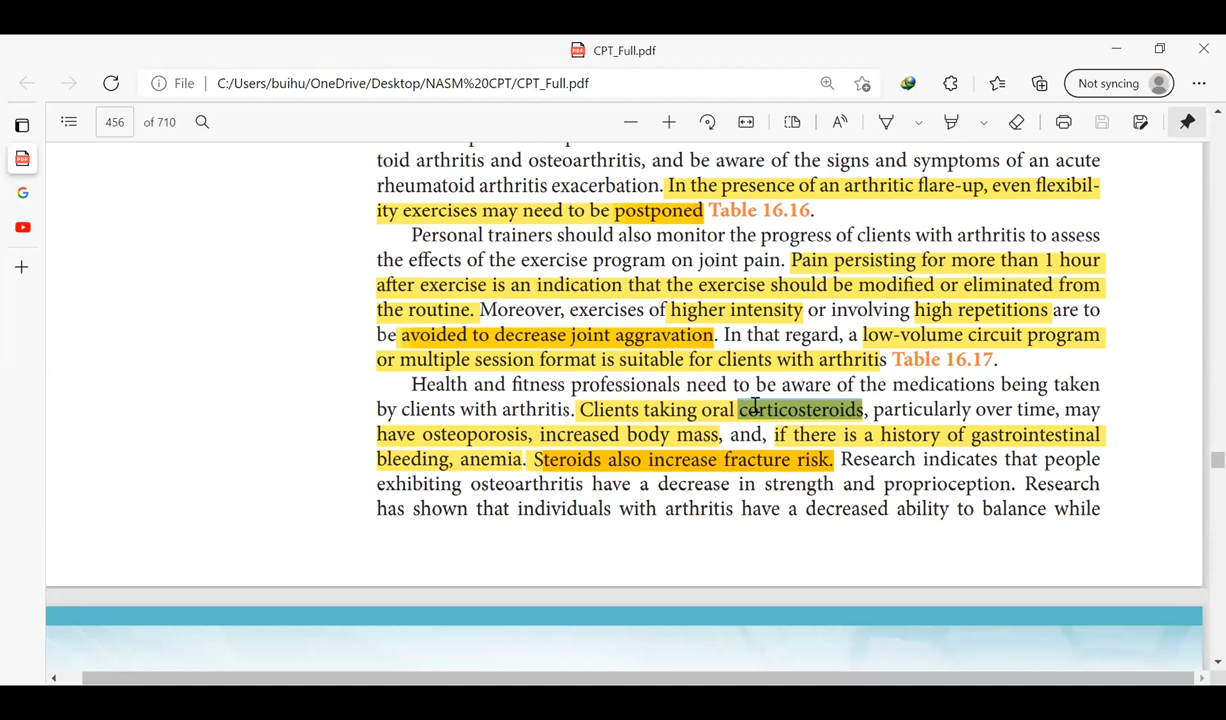 CPT_Full.pdf
File C:/Users/buihu/OneDrive/Desktop/NASM%20CPT/CPT_Full.pdf
Not syncing
456 of 710
toid arthritis and osteoarthritis, and be aware of the signs and symptoms of an acute
rheumatoid arthritis exacerbation. In the presence of an arthritic flare-up, even flexibil-
ity exercises may need to be postponed Table 16.16.
Personal trainers should also monitor the progress of clients with arthritis to assess
the effects of the exercise program on joint pain. Pain persisting for more than 1 hour
after exercise is an indication that the exercise should be modified or eliminated from
the routine. Moreover, exercises of higher intensity or involving high repetitions are to
be avoided to decrease joint aggravation. In that regard, a low-volume circuit program
or multiple session format is suitable for clients with arthritis Table 16.17.
Health and fitness professionals need to be aware of the medications being taken
by clients with arthritis. Clients taking oral corticosteroids, particularly over time, may
have osteoporosis, increased body mass, and, if there is a history of gastrointestinal
bleeding, anemia. Steroids also increase fracture risk. Research indicates that people
exhibiting osteoarthritis have a decrease in strength and proprioception. Research
has shown that individuals with arthritis have a decreased ability to balance while